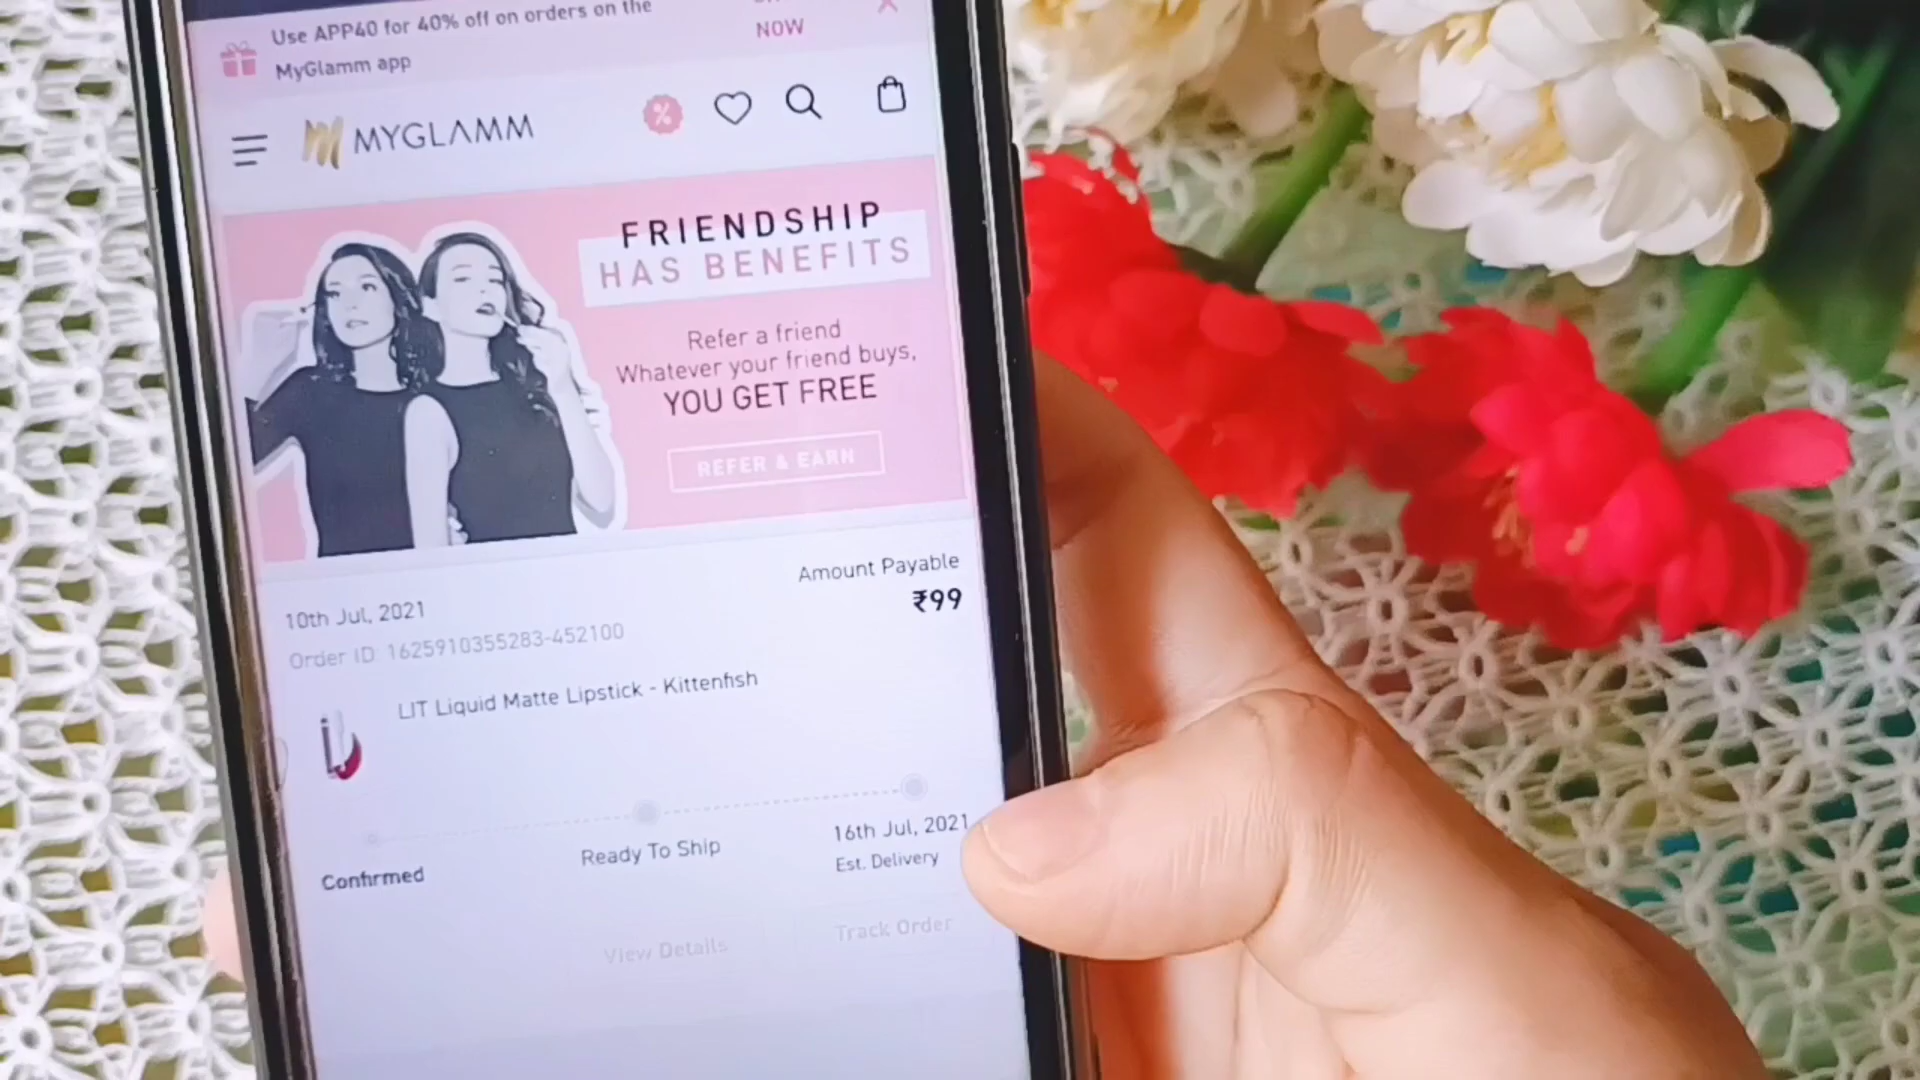 Use APP40 for 40% off on orders on the
MyGlamm app
NOW
MYGLAMM
FRIENDSHIP
HAS BENEFITS
Refer a friend
Whatever your friend buys,
YOU GET FREE
REFER & EARN
Amount Payable
₹99
10th Jul, 2021
Order ID: 1625910355283-452100
LIT Liquid Matte Lipstick - Kittenfish
Confirmed
Ready To Ship
16th Jul, 2021
Est. Delivery
View Details
Track Order